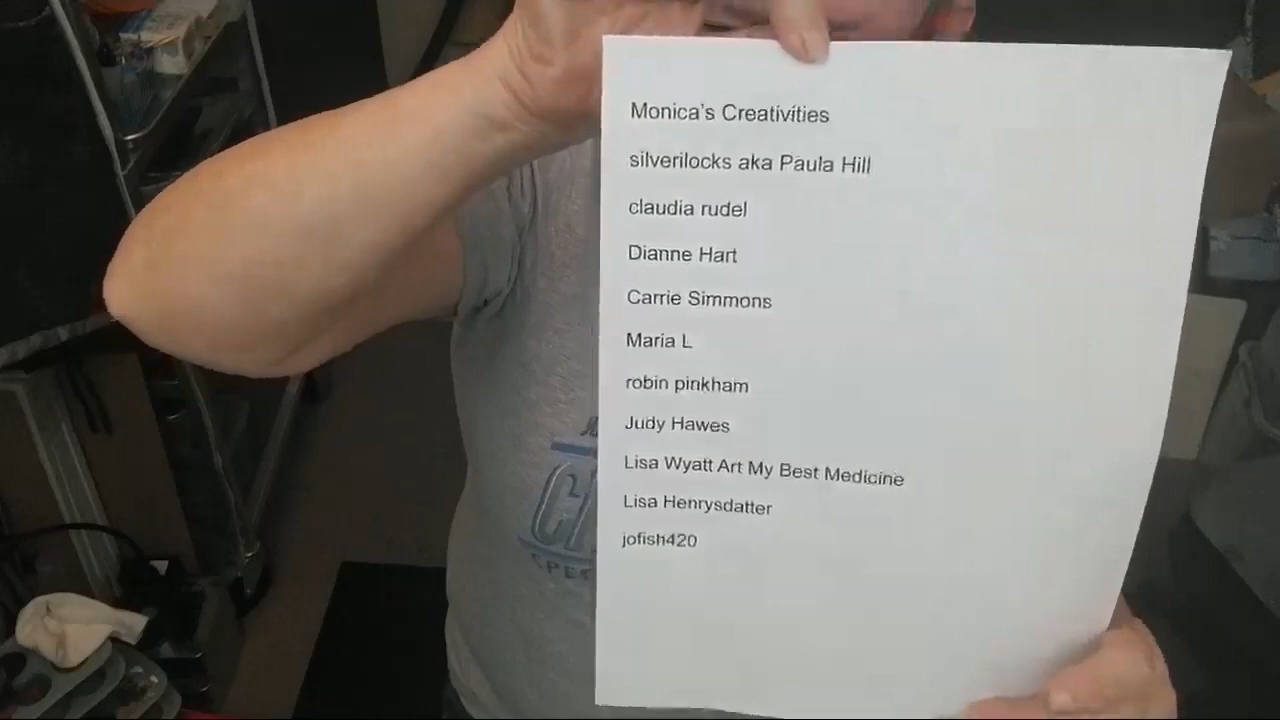 Monica's Creativities
silverilocks aka Paula Hill
claudia rudel
Dianne Hart
Carrie Simmons
Maria L
robin pinkham
Judy Hawes
Lisa Wyatt Art My Best Medicine
Lisa Henrysdatter
jofish420